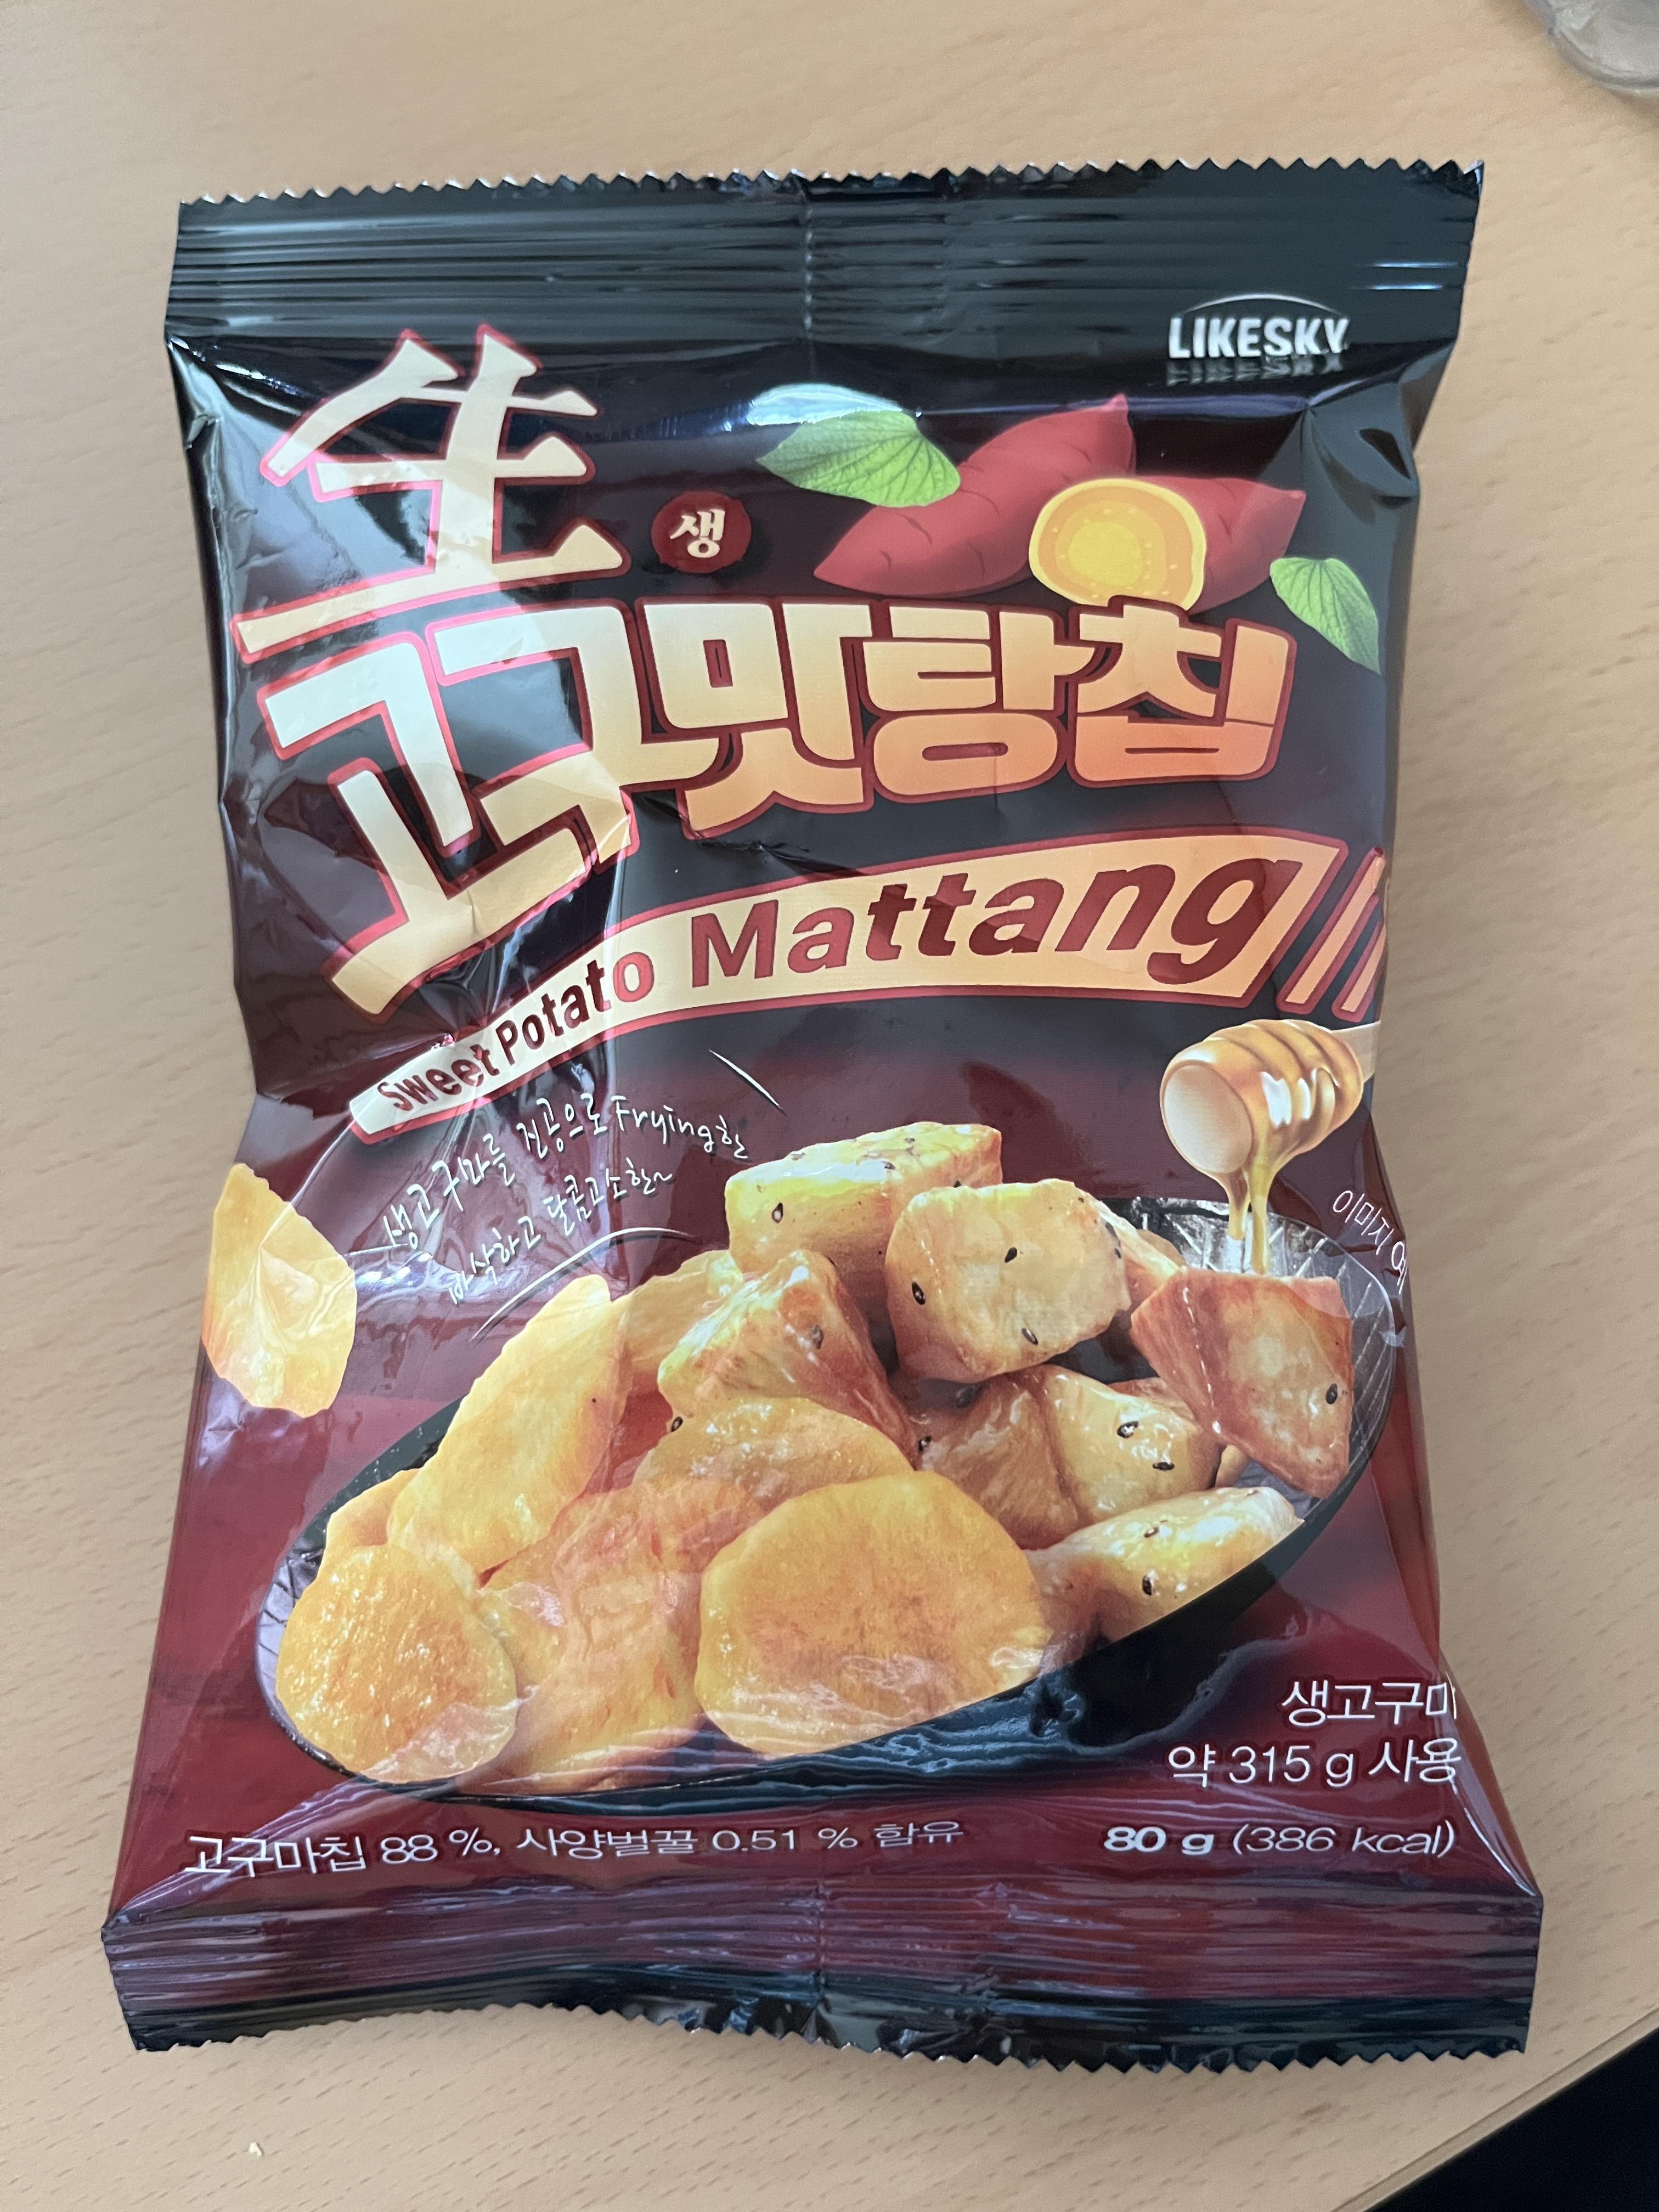 LIKESKY
生
생
고구맛탕칩
Sweet Potato Mattang
생고구마를 진공으로 Frying한
바삭하고 달콤고소한~
이미지
생고구마
약 315 g 사용
고구마칩 88 %, 사양벌꿀 0.51 % 함유
80 g (386 kcal)